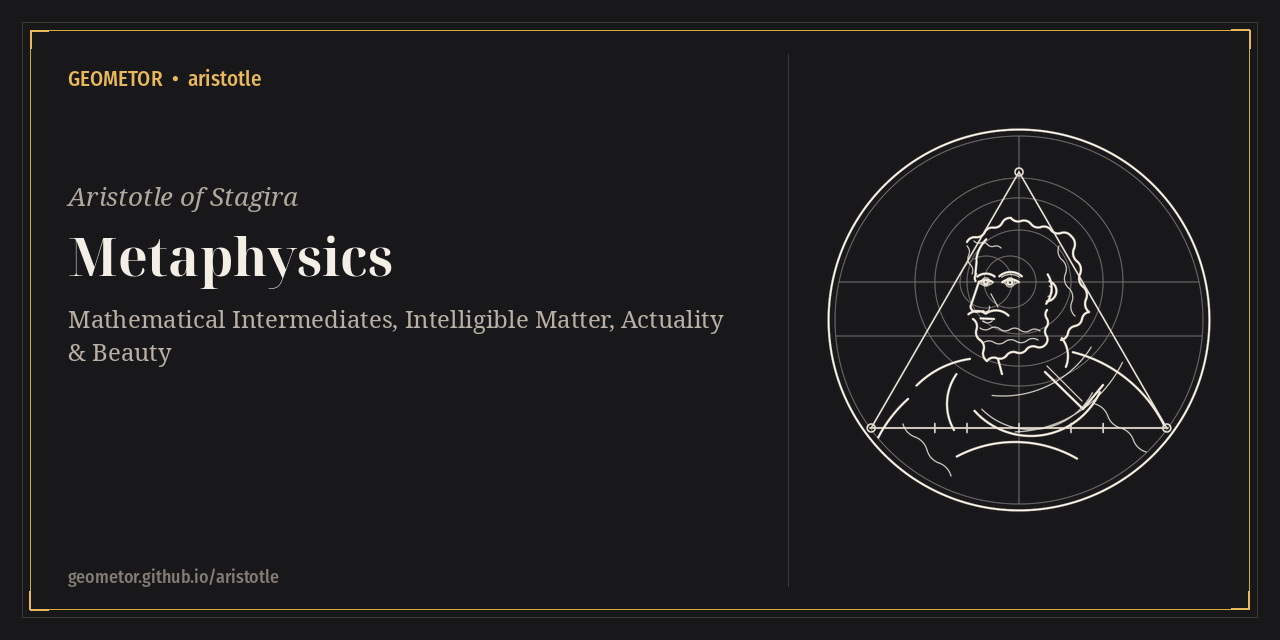 GEOMETOR • aristotle
Aristotle of Stagira
Metaphysics
Mathematical Intermediates, Intelligible Matter, Actuality
& Beauty
geometor.github.io/aristotle